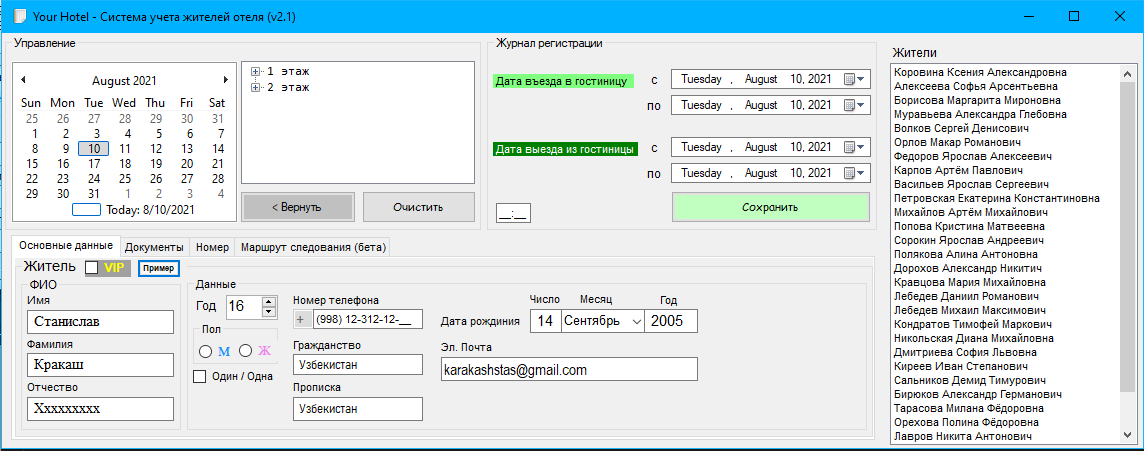 Your Hotel - Система учета жителей отеля (v2.1)
Управление
August 2021
Sun Mon Tue Wed Thu Fri Sat
25 26 27 28 29 30 31
1 2 3 4 5 6 7
8 9 10 11 12 13 14
15 16 17 18 19 20 21
22 23 24 25 26 27 28
29 30 31 1 2 3 4
Today: 8/10/2021
1 этаж
2 этаж
< Вернуть
Очистить
Журнал регистрации
Дата въезда в гостиницу с Tuesday , August 10, 2021
по Tuesday , August 10, 2021
Дата выезда из гостиницы с Tuesday , August 10, 2021
по Tuesday , August 10, 2021
__:__
Сохранить
Основные данные Документы Номер Маршрут следования (бета)
Житель VIP Пример
ФИО
Имя
Станислав
Фамилия
Кракаш
Отчество
Xxxxxxxxx
Данные
Год 16
Пол
М Ж
Один / Одна
Номер телефона
+ (998) 12-312-12-__
Гражданство
Узбекистан
Прописка
Узбекистан
Число Месяц Год
Дата рождиния 14 Сентябрь 2005
Эл. Почта
karakashstas@gmail.com
Жители
Коровина Ксения Александровна
Алексеева Софья Арсентьевна
Борисова Маргарита Мироновна
Муравьева Александра Глебовна
Волков Сергей Денисович
Орлов Макар Романович
Федоров Ярослав Алексеевич
Карпов Артём Павлович
Васильев Ярослав Сергеевич
Петровская Екатерина Константиновна
Михайлов Артём Михайлович
Попова Кристина Матвеевна
Сорокин Ярослав Андреевич
Полякова Алина Антоновна
Дорохов Александр Никитич
Кравцова Мария Михайловна
Лебедев Даниил Романович
Лебедев Михаил Максимович
Кондратов Тимофей Маркович
Никольская Диана Михайловна
Дмитриева София Львовна
Киреев Иван Степанович
Сальников Демид Тимурович
Бирюков Александр Германович
Тарасова Милана Фёдоровна
Орехова Полина Фёдоровна
Лавров Никита Антонович